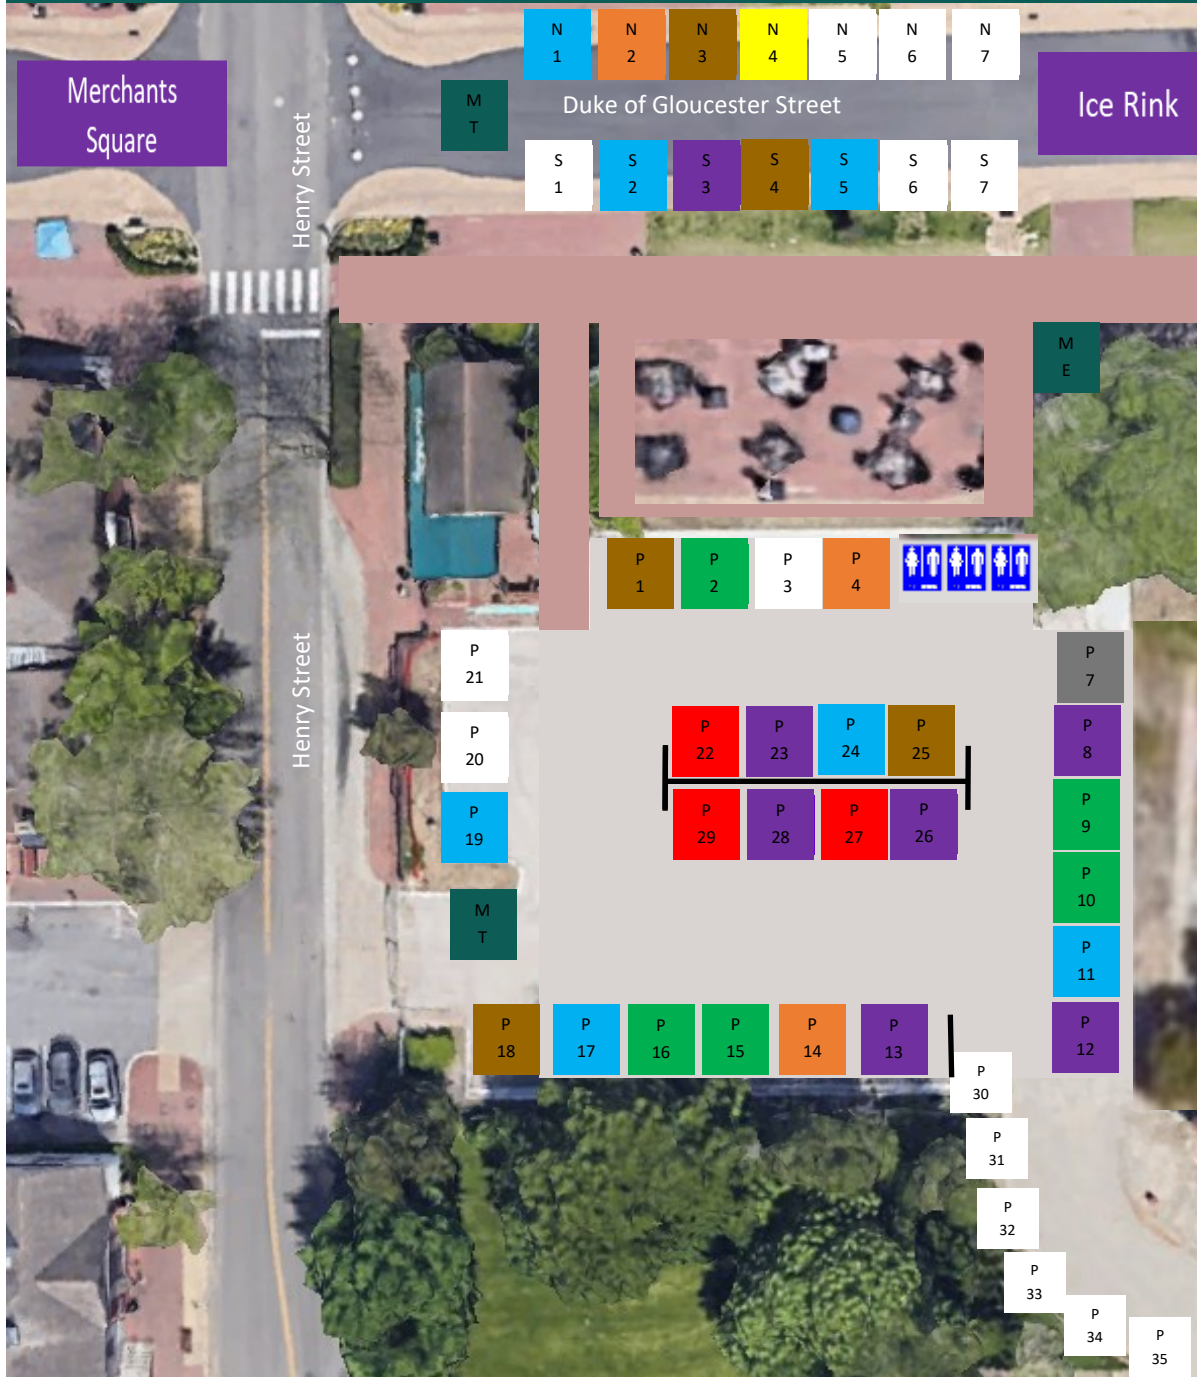 N N N N N N N
1 2 3 4 5 6 7
Merchants
Square
M
T
Duke of Gloucester Street
Ice Rink
Henry Street
S S S S S S S
1 2 3 4 5 6 7
M
E
P P P P
1 2 3 4
P
21
P
7
Henry Street
P
20
P P P P
22 23 24 25
P
8
P
19
P P P P
29 28 27 26
P
9
P
10
M
T
P
11
P P P P P P
18 17 16 15 14 13
P
12
P
30
P
31
P
32
P
33
P
34
P
35